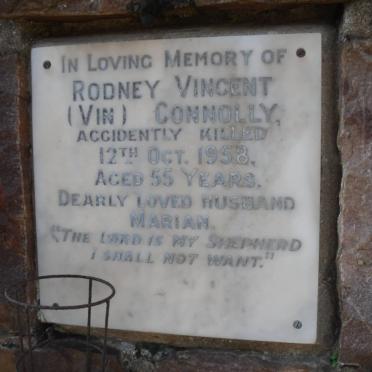 IN LOVING MEMORY OF
RODNEY VINCENT
(VIN) CONNOLLY,
ACCIDENTLY KILLED
12TH OCT. 1958,
AGED 55 YEARS.
DEARLY LOVED HUSBAND
MARIAN.
"THE LORD IS MY SHEPHERD
I SHALL NOT WANT."